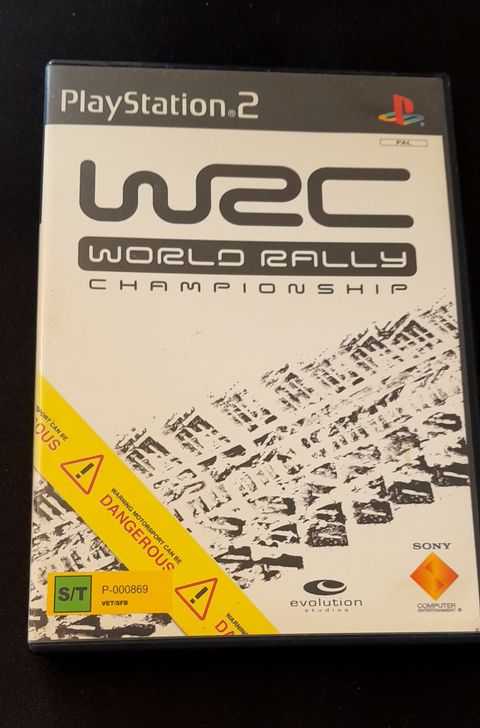 PlayStation®2
PAL
WRC
WORLD RALLY
CHAMPIONSHIP
SPORT CAN BE
OUS
WARNING MOTORSPORT CAN BE
DANGEROUS
DA
S/T
P-000869
VET/SFB
evolution
studios
SONY
COMPUTER
ENTERTAINMENT®